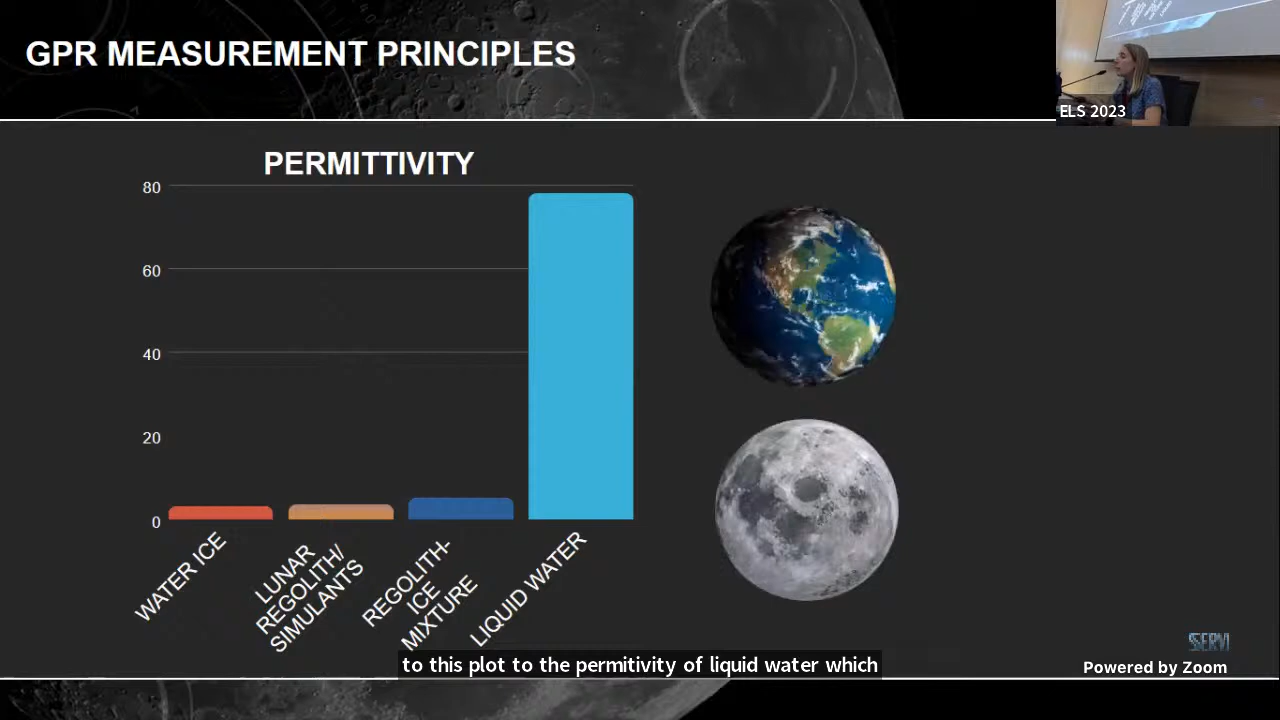 GPR MEASUREMENT PRINCIPLES
ELS 2023
PERMITTIVITY
80
60
40
20
0
WATER ICE
LUNAR
REGOLITH/
SIMULANTS
REGOLITH-
ICE
MIXTURE
LIQUID WATER
to this plot to the permitivity of liquid water which
Powered by Zoom